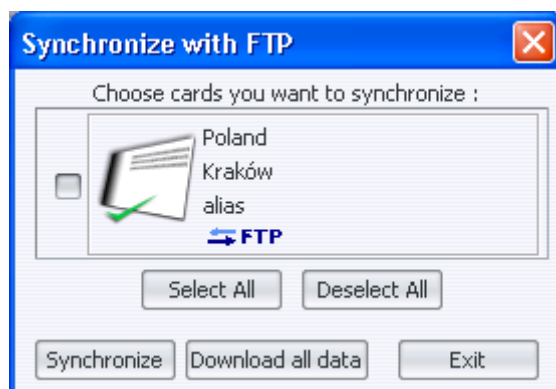 Synchronize with FTP
Choose cards you want to synchronize :
Poland
Kraków
alias
FTP
Select All
Deselect All
Synchronize
Download all data
Exit